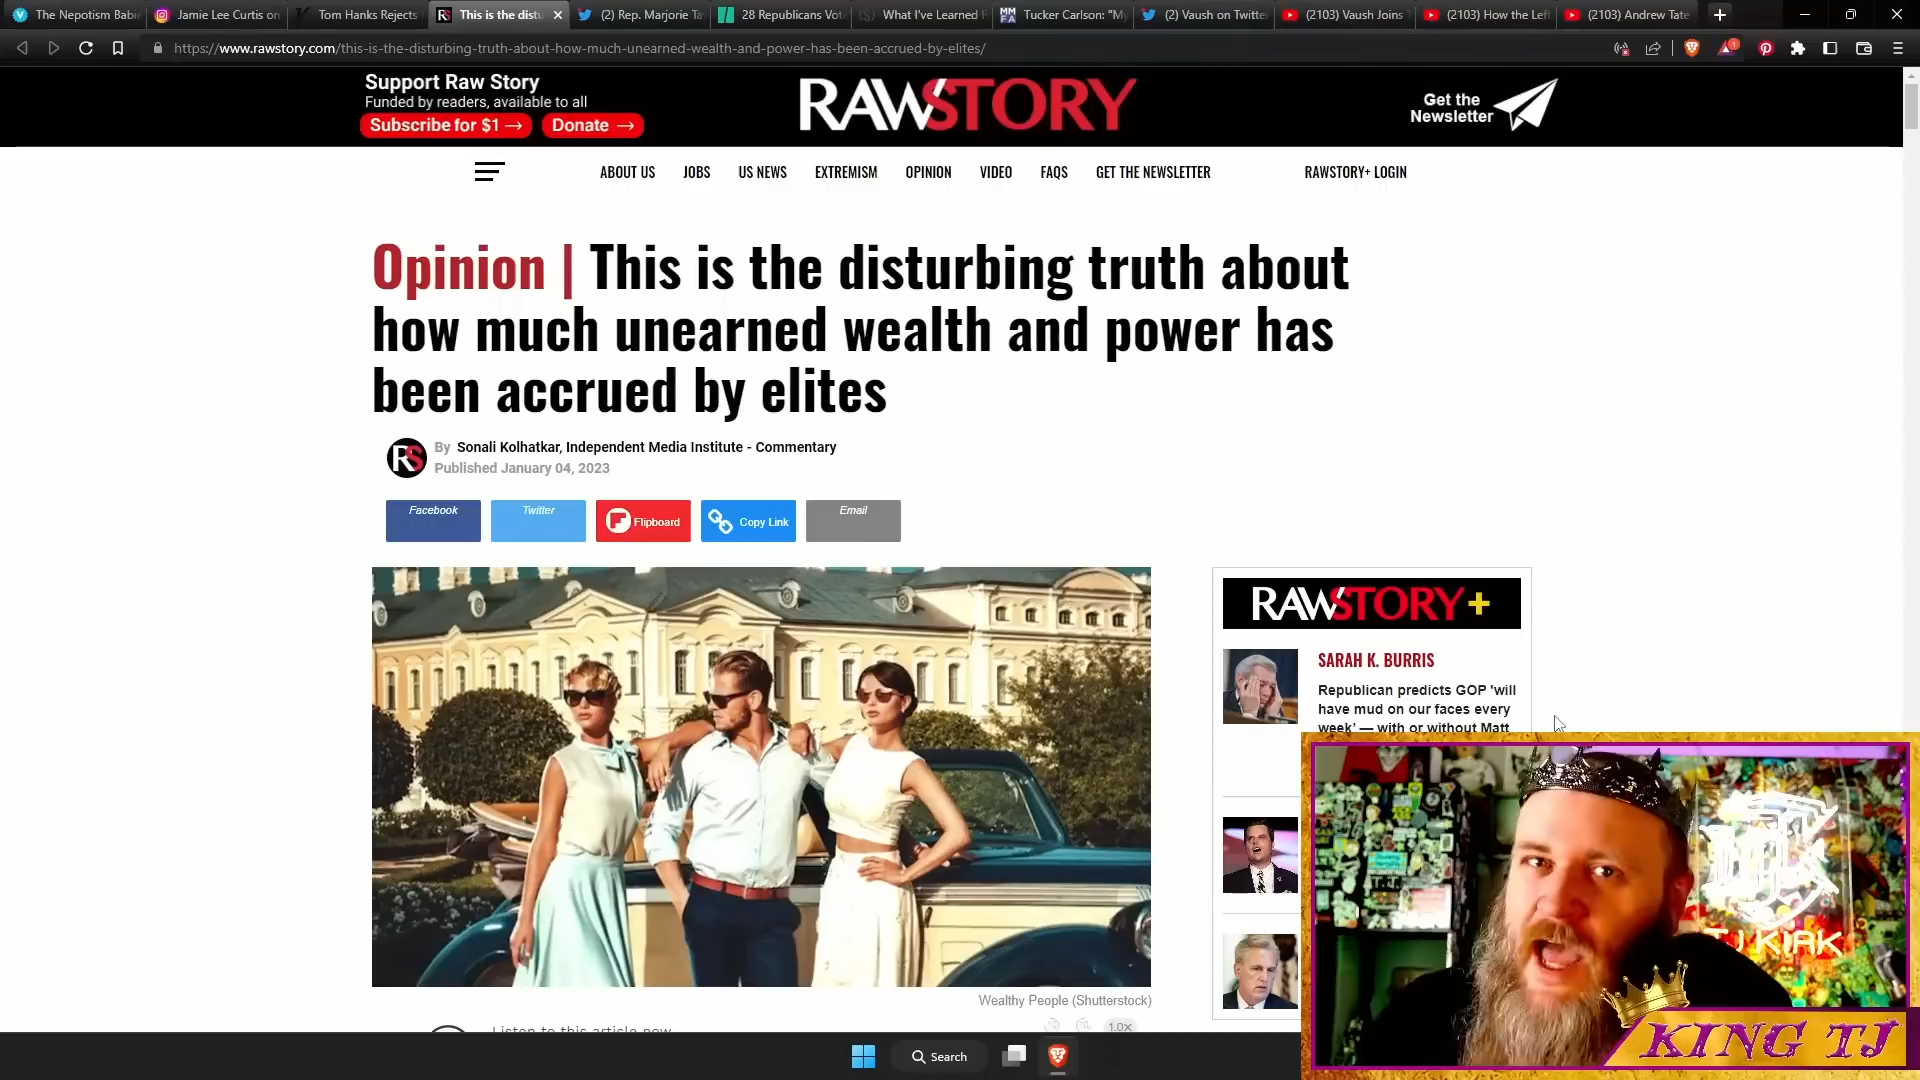 The Nepotism Babi
Jamie Lee Curtis on
Tom Hanks Rejects
This is the distu
(2) Rep. Marjorie Ta
28 Republicans Vot
What I've Learned F
Tucker Carlson: "My
(2) Vaush on Twitte
(2103) Vaush Joins
(2103) How the Left
(2103) Andrew Tate
https://www.rawstory.com/this-is-the-disturbing-truth-about-how-much-unearned-wealth-and-power-has-been-accrued-by-elites/
Support Raw Story
Funded by readers, available to all
Subscribe for $1 →
Donate →
RAWSTORY
Get the
Newsletter
ABOUT US
JOBS
US NEWS
EXTREMISM
OPINION
VIDEO
FAQS
GET THE NEWSLETTER
RAWSTORY+ LOGIN
Opinion | This is the disturbing truth about
how much unearned wealth and power has
been accrued by elites
RS
By Sonali Kolhatkar, Independent Media Institute - Commentary
Published January 04, 2023
Facebook
Twitter
Flipboard
Copy Link
Email
RAWSTORY+
SARAH K. BURRIS
Republican predicts GOP 'will
have mud on our faces every
week' — with or without Matt
Wealthy People (Shutterstock)
Listen to this article now
1.0x
Search
TJ KIRK
KING TJ